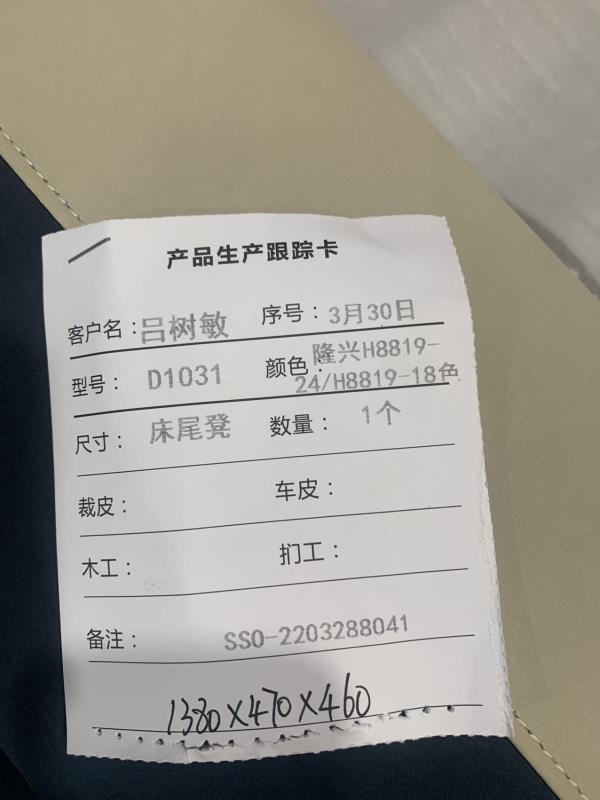 产品生产跟踪卡
客户名：吕树敏 序号：3月30日
型号：D1031 颜色：隆兴H8819-
24/H8819-18色
尺寸：床尾凳 数量：1个
裁皮： 车皮：
木工： 扪工：
备注：SSO-2203288041
1380X470X460